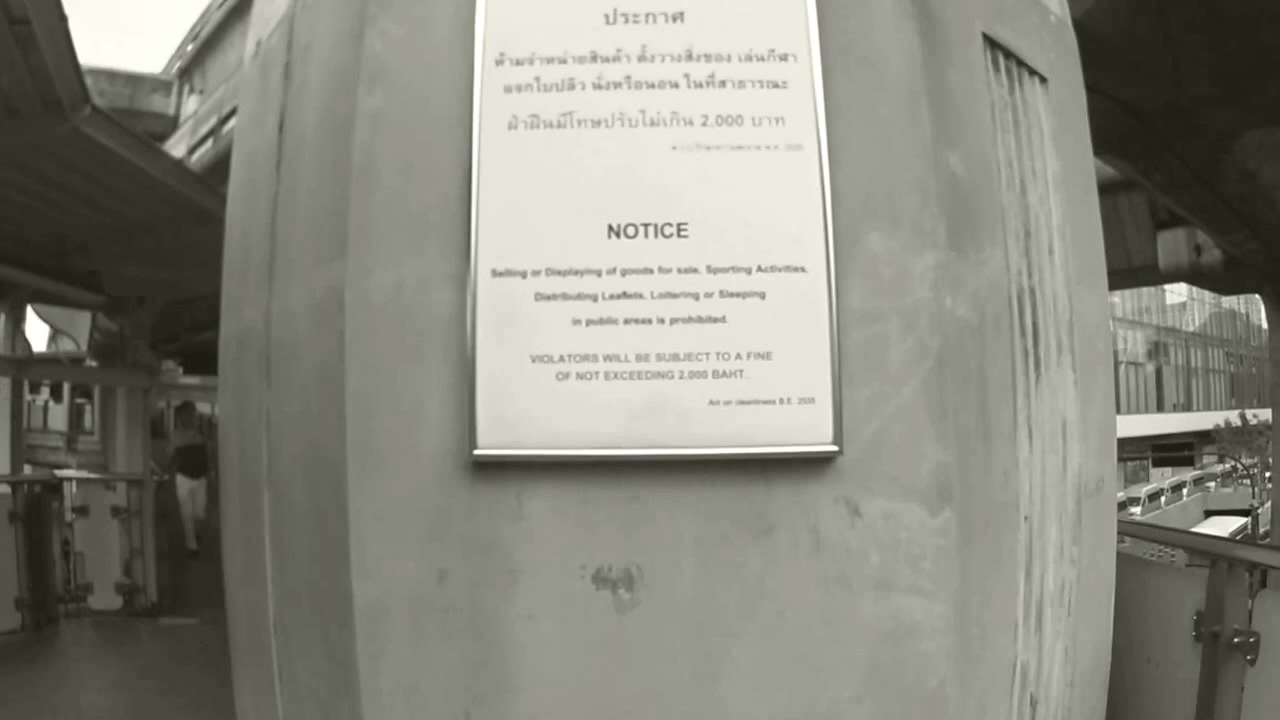 ประกาศ
ห้ามจำหน่ายสินค้า ตั้งวางสิ่งของ เล่นกีฬา
แจกใบปลิว นั่งหรือนอน ในที่สาธารณะ
ฝ่าฝืนมีโทษปรับไม่เกิน 2,000 บาท
NOTICE
Selling or Displaying of goods for sale, Sporting Activities,
Distributing Leaflets, Loitering or Sleeping
in public areas is prohibited.
VIOLATORS WILL BE SUBJECT TO A FINE
OF NOT EXCEEDING 2,000 BAHT.
Act on cleanliness B.E. 2535